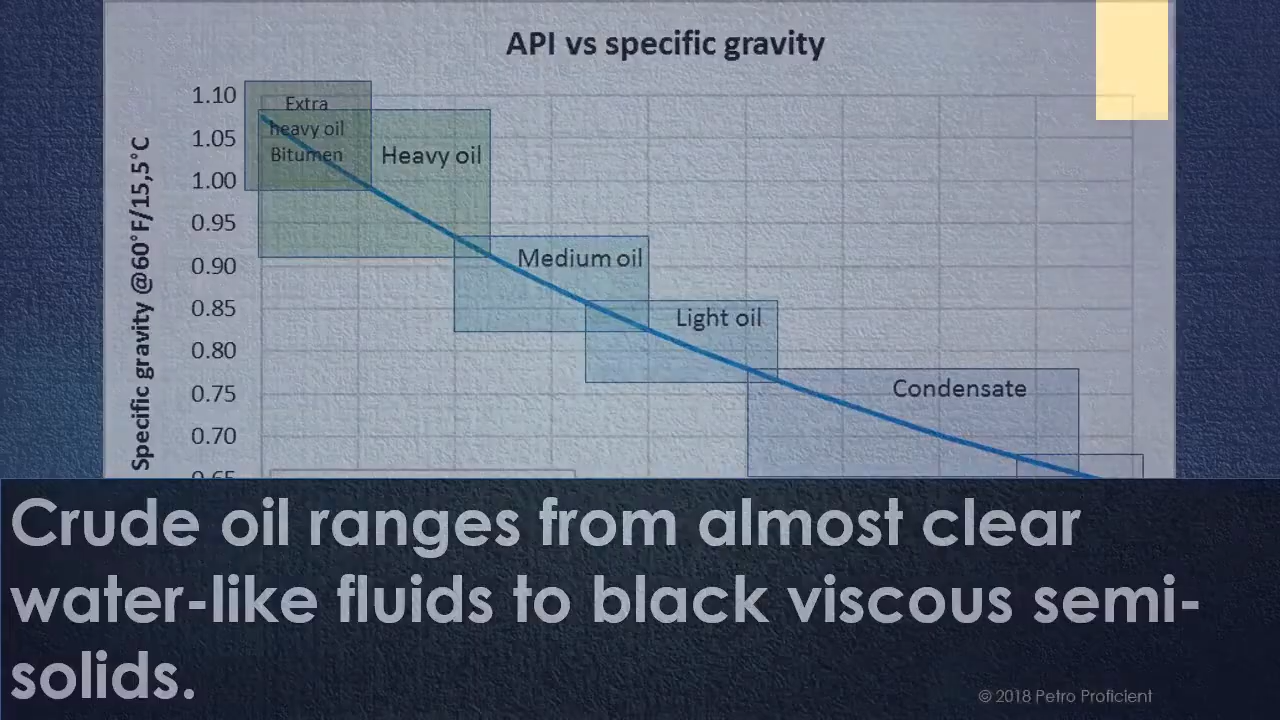 API vs specific gravity
1.10
1.05
1.00
0.95
0.90
0.85
0.80
0.75
0.70
Specific gravity @60°F/15,5°C
Extra
heavy oil
Bitumen
Heavy oil
Medium oil
Light oil
Condensate
Crude oil ranges from almost clear
water-like fluids to black viscous semi-
solids.
© 2018 Petro Proficient